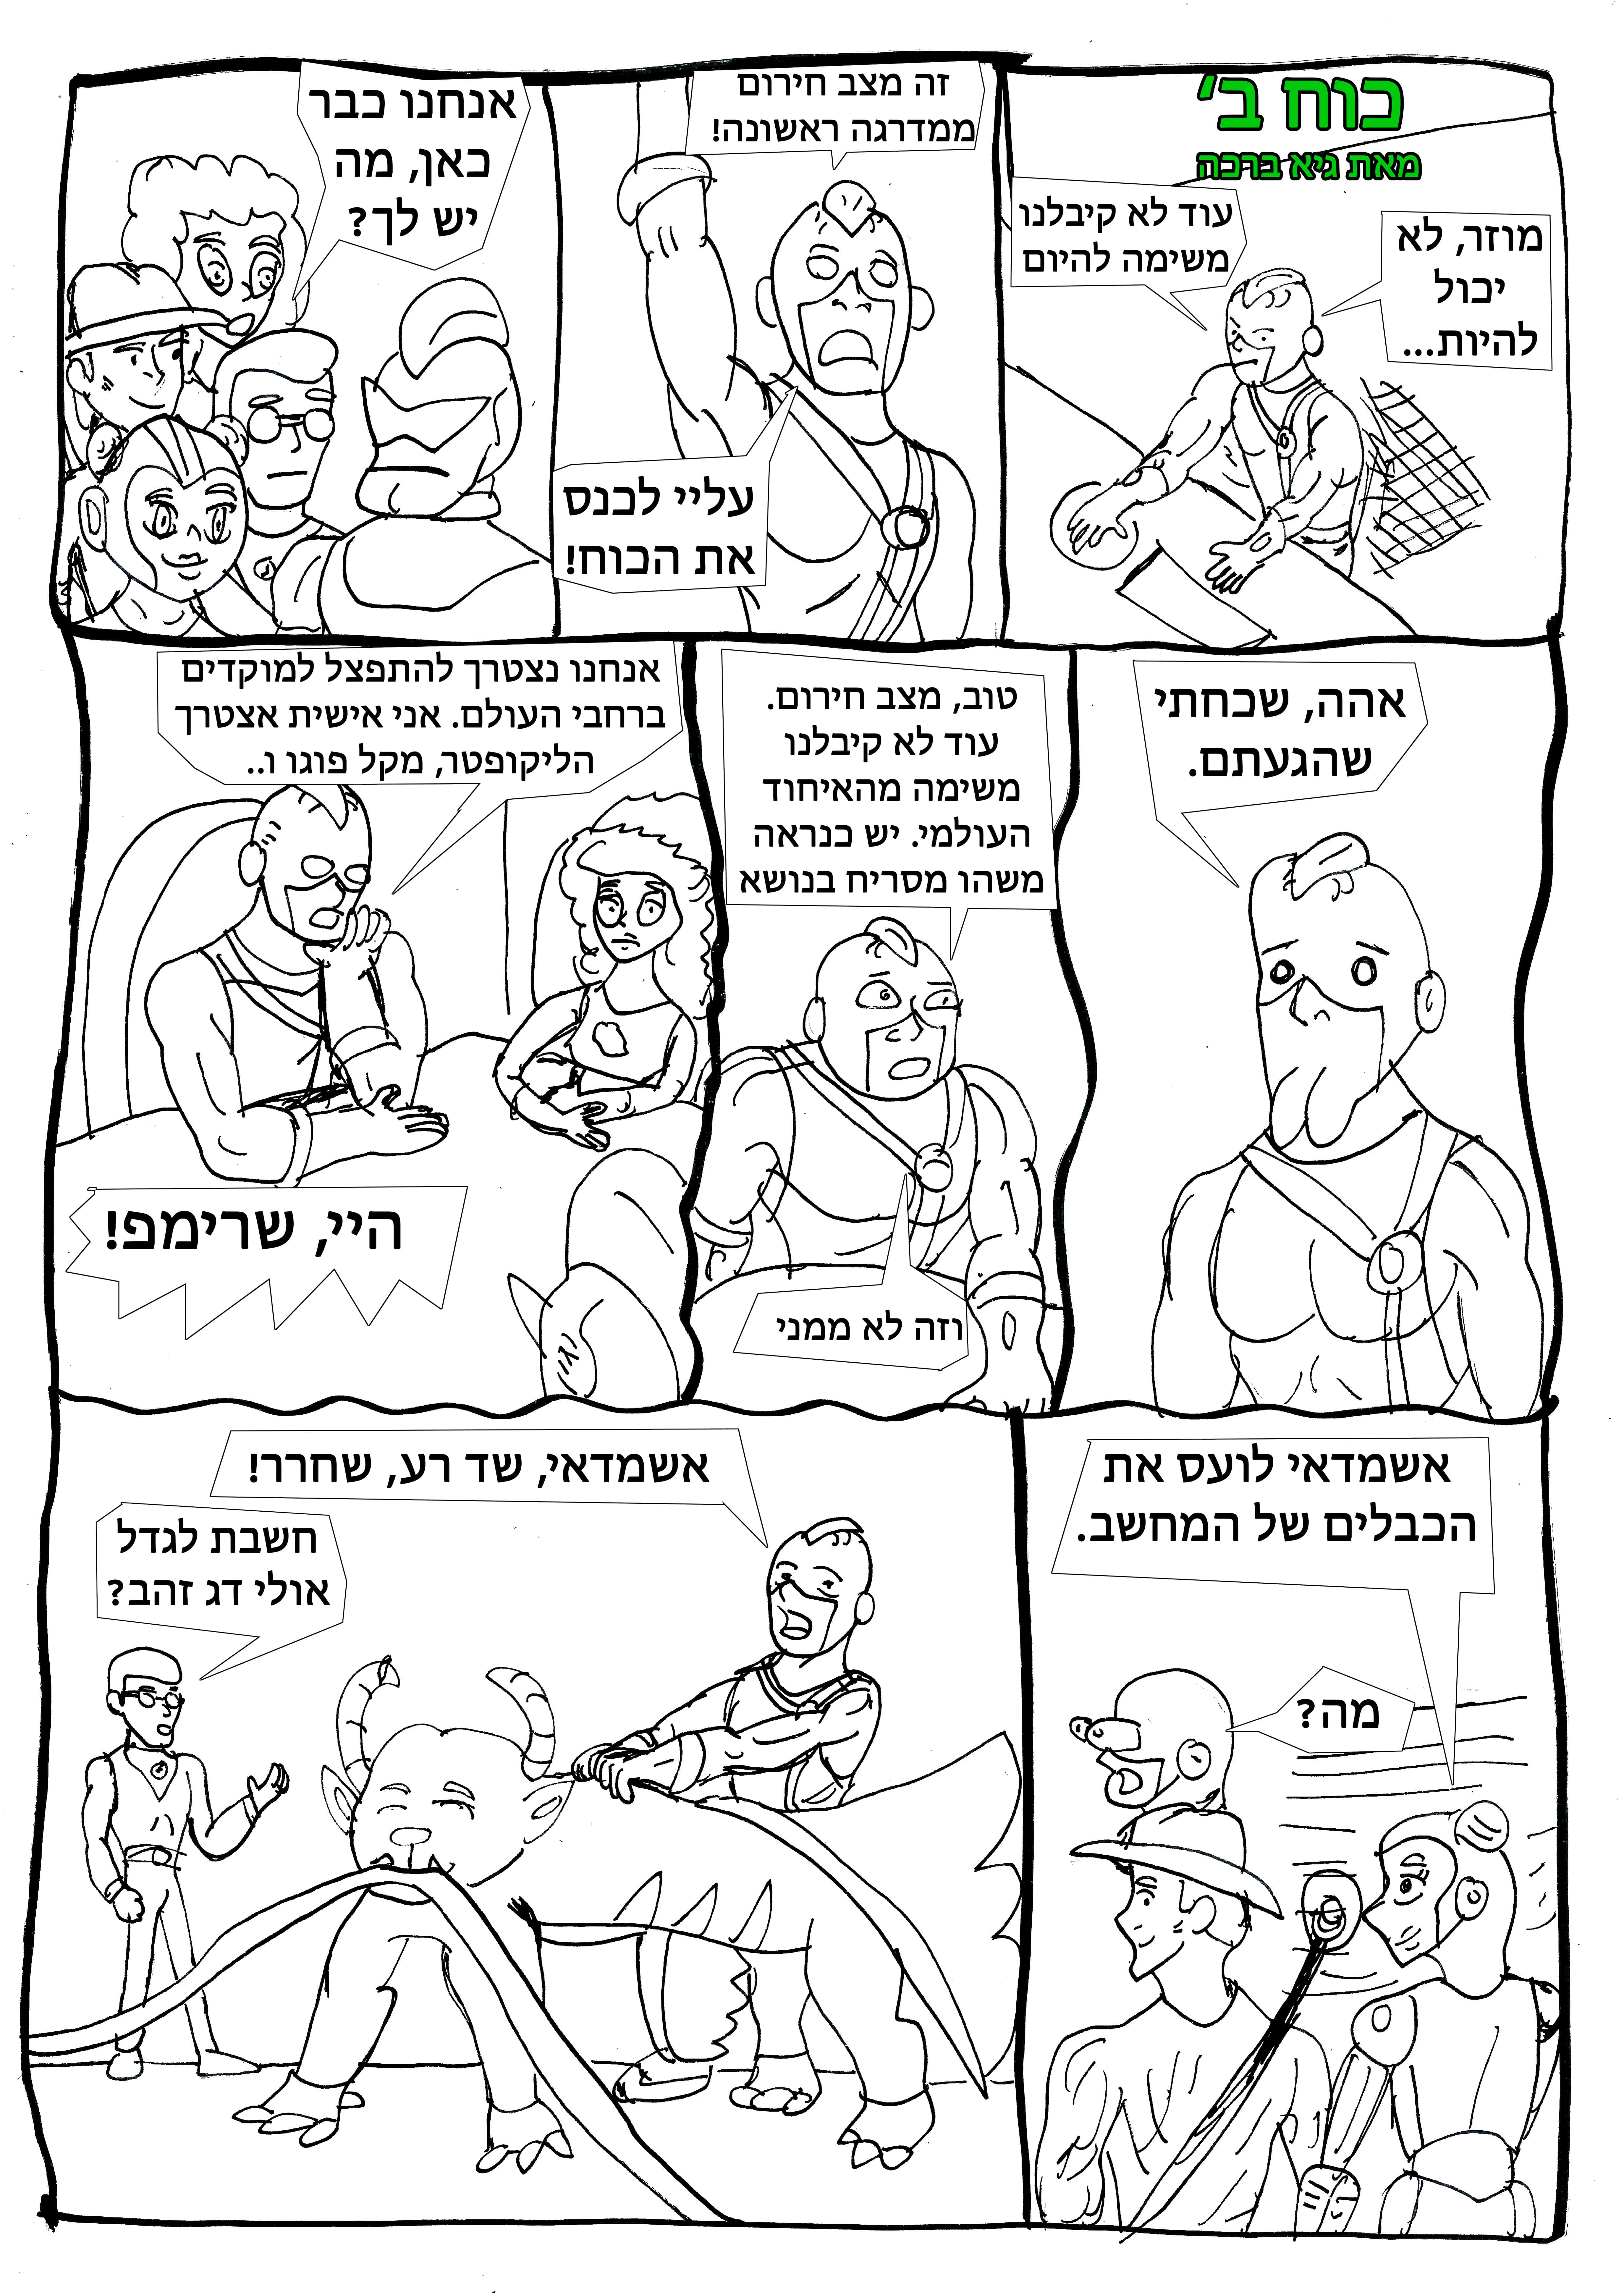 כוח ב'
מאת גיא ברכה
מוזר, לא
יכול
להיות...
עוד לא קיבלנו
משימה להיום
זה מצב חירום
ממדרגה ראשונה!
עליי לכנס
את הכוח!
אנחנו כבר
כאן, מה
יש לך?
אהה, שכחתי
שהגעתם.
טוב, מצב חירום.
עוד לא קיבלנו
משימה מהאיחוד
העולמי. יש כנראה
משהו מסריח בנושא
וזה לא ממני
אנחנו נצטרך להתפצל למוקדים
ברחבי העולם. אני אישית אצטרך
הליקופטר, מקל פוגו ו..
היי, שרימפ!
אשמדאי לועס את
הכבלים של המחשב.
מה?
אשמדאי, שד רע, שחרר!
חשבת לגדל
אולי דג זהב?